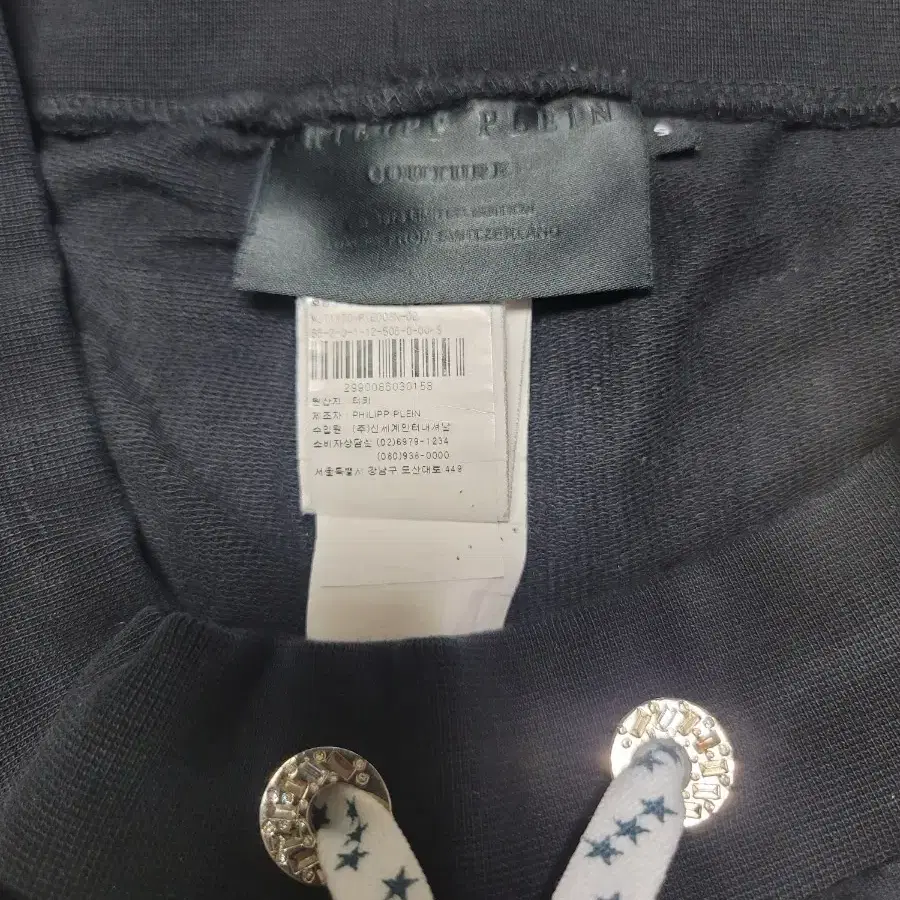 PHILIPP PLEIN
COUTURE
LIMITED EDITION
FROM SWITZERLAND
2990086030158
원산지 : 터키
제조자 : PHILIPP PLEIN
수입원 : (주)신세계인터내셔날
소비자상담실 (02)6979-1234
(080)938-0000
서울특별시 강남구 도산대로 449